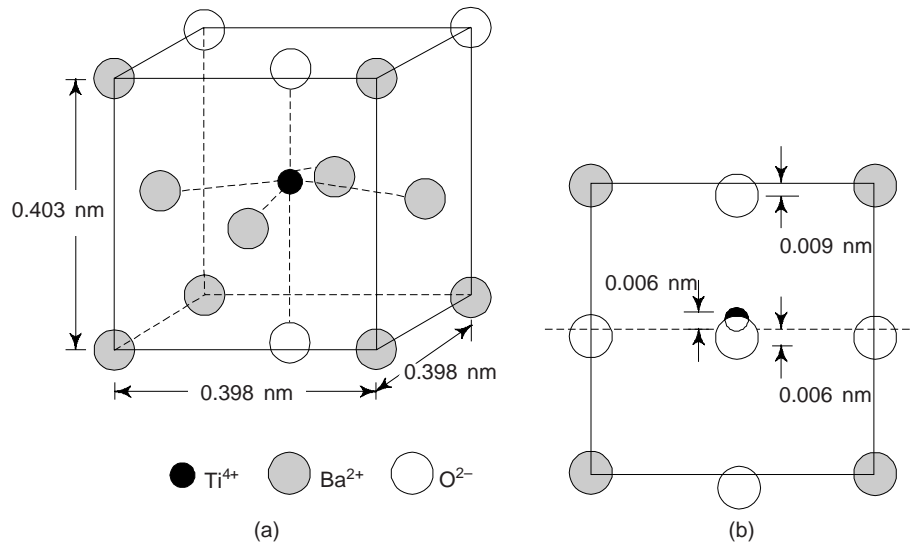 0.403 nm
0.398 nm
0.398 nm
Ti4+
Ba2+
O2–
(a)
0.009 nm
0.006 nm
0.006 nm
(b)